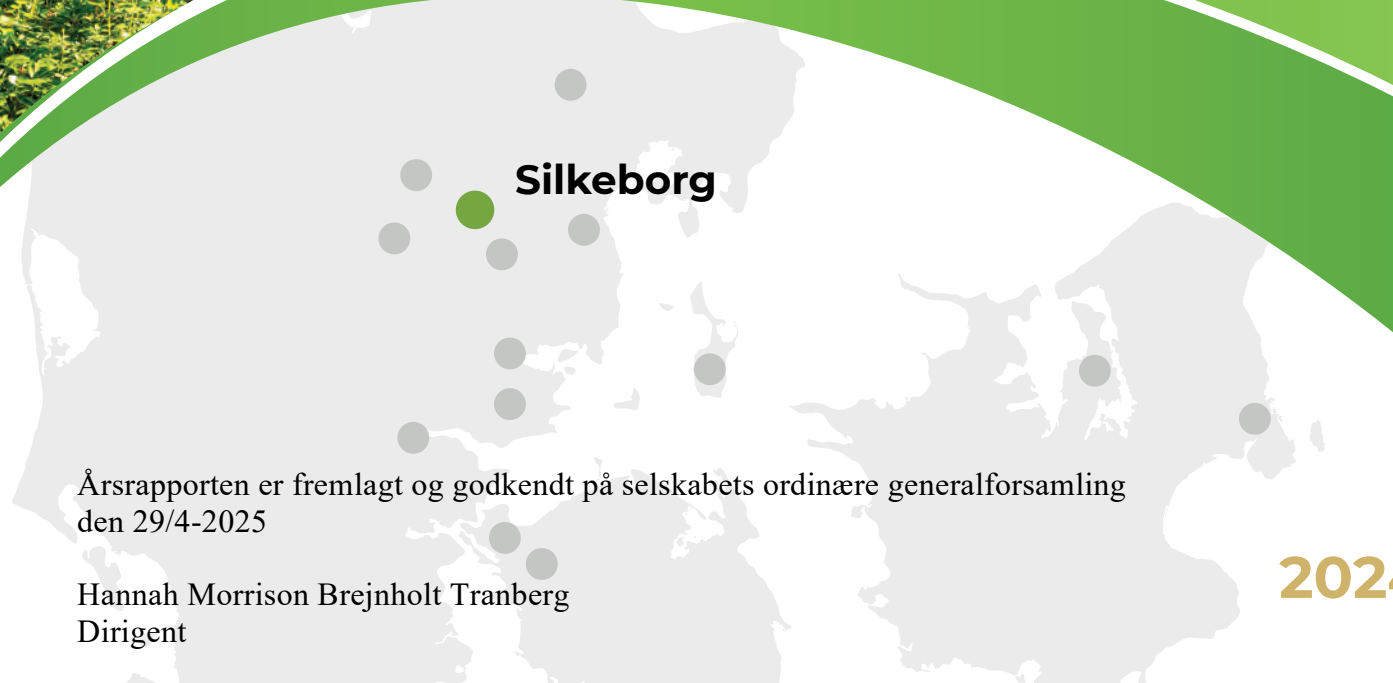 Silkeborg
Årsrapporten er fremlagt og godkendt på selskabets ordinære generalforsamling
den 29/4-2025
Hannah Morrison Brejnholt Tranberg
Dirigent
2024